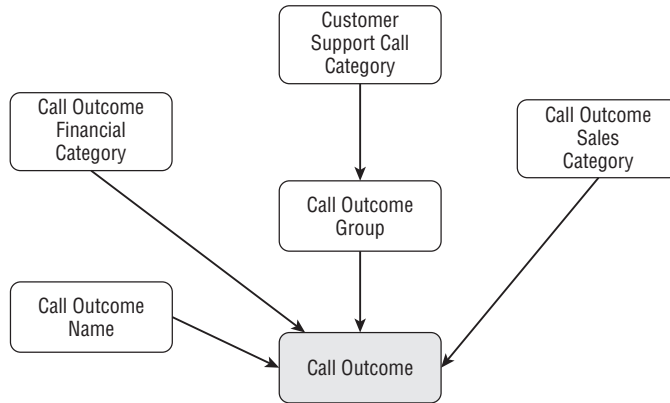 Customer
Support Call
Category
Call Outcome
Financial
Category
Call Outcome
Sales
Category
Call Outcome
Group
Call Outcome
Name
Call Outcome